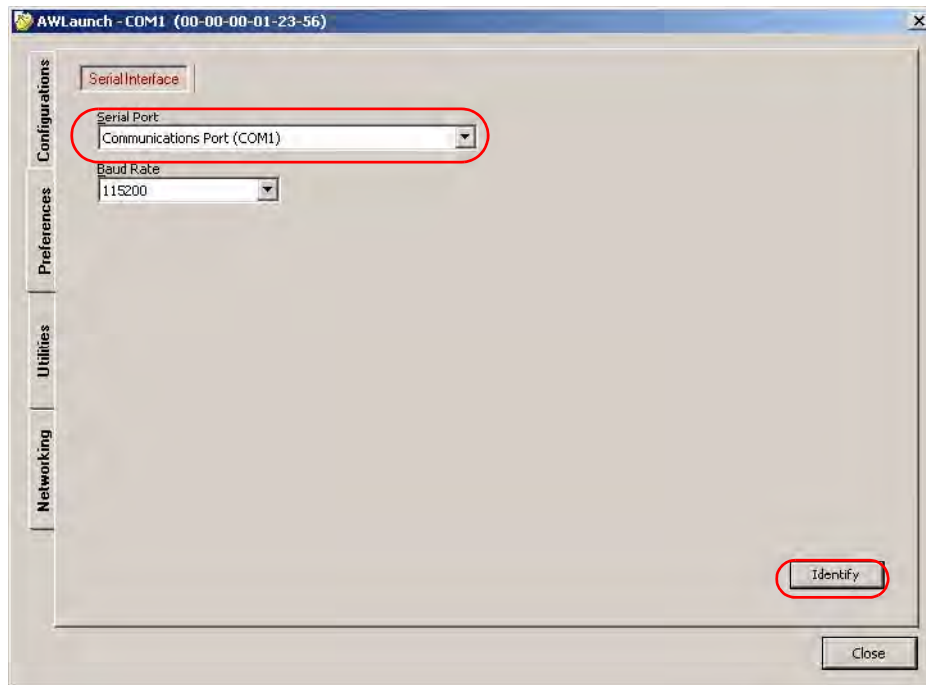 AWLaunch - COM1 (00-00-00-01-23-56)
Configurations
Preferences
Utilities
Networking
Serial Interface
Serial Port
Communications Port (COM1)
Baud Rate
115200
Identify
Close